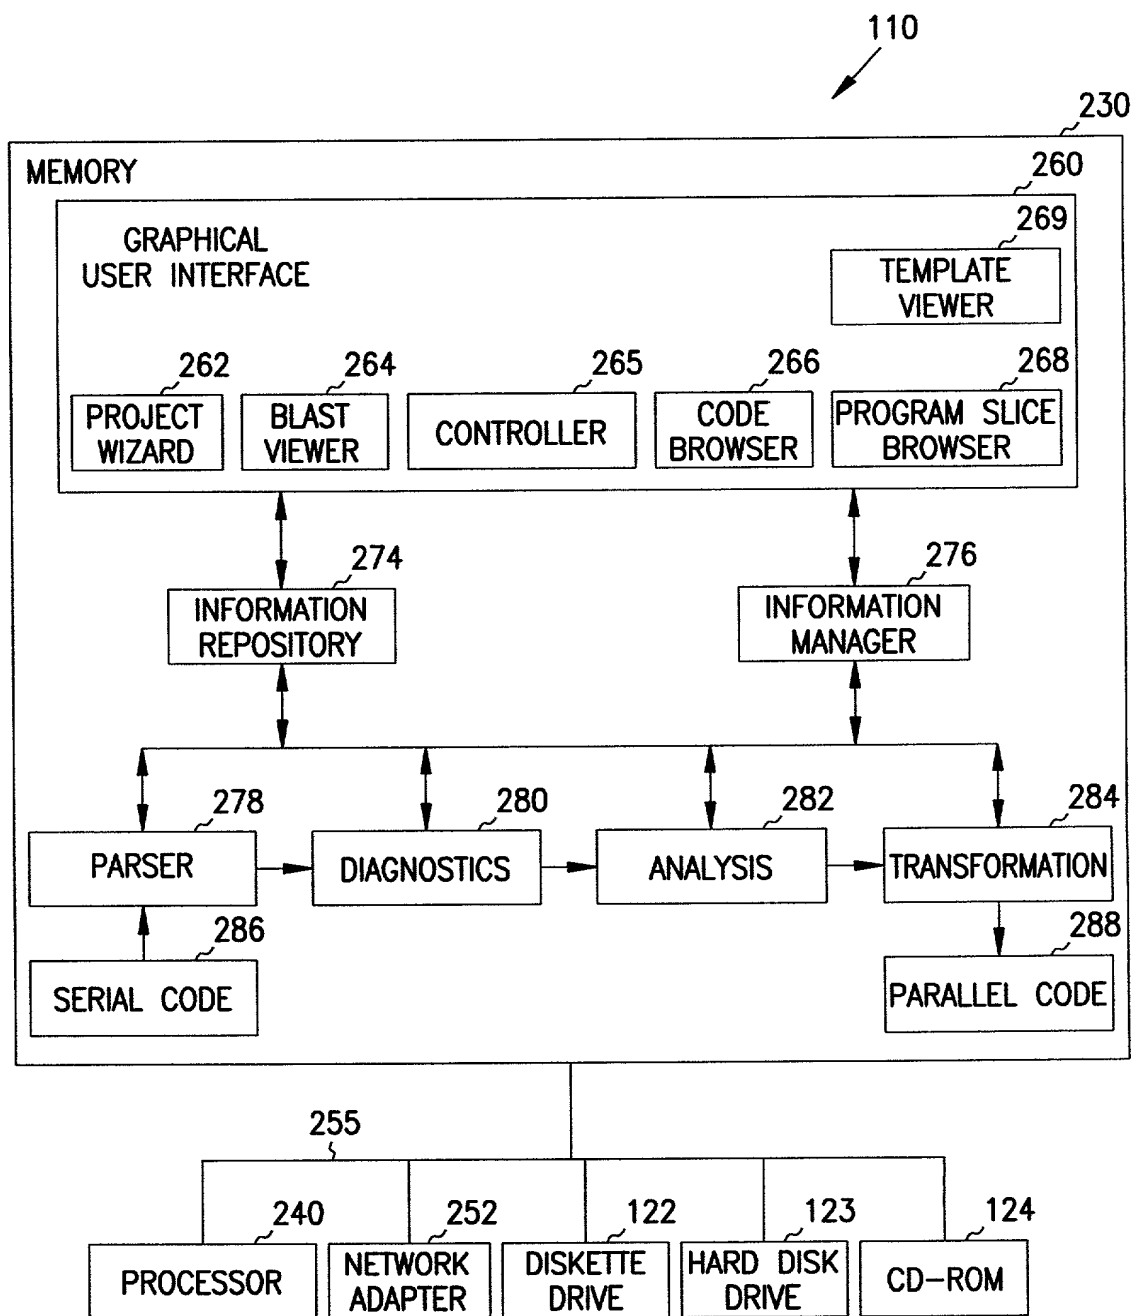 110
230
MEMORY
260
GRAPHICAL
USER INTERFACE
269
TEMPLATE
VIEWER
262
PROJECT
WIZARD
264
BLAST
VIEWER
265
CONTROLLER
266
CODE
BROWSER
268
PROGRAM SLICE
BROWSER
274
INFORMATION
REPOSITORY
276
INFORMATION
MANAGER
278
PARSER
280
DIAGNOSTICS
282
ANALYSIS
284
TRANSFORMATION
286
SERIAL CODE
288
PARALLEL CODE
255
240
PROCESSOR
252
NETWORK
ADAPTER
122
DISKETTE
DRIVE
123
HARD DISK
DRIVE
124
CD-ROM